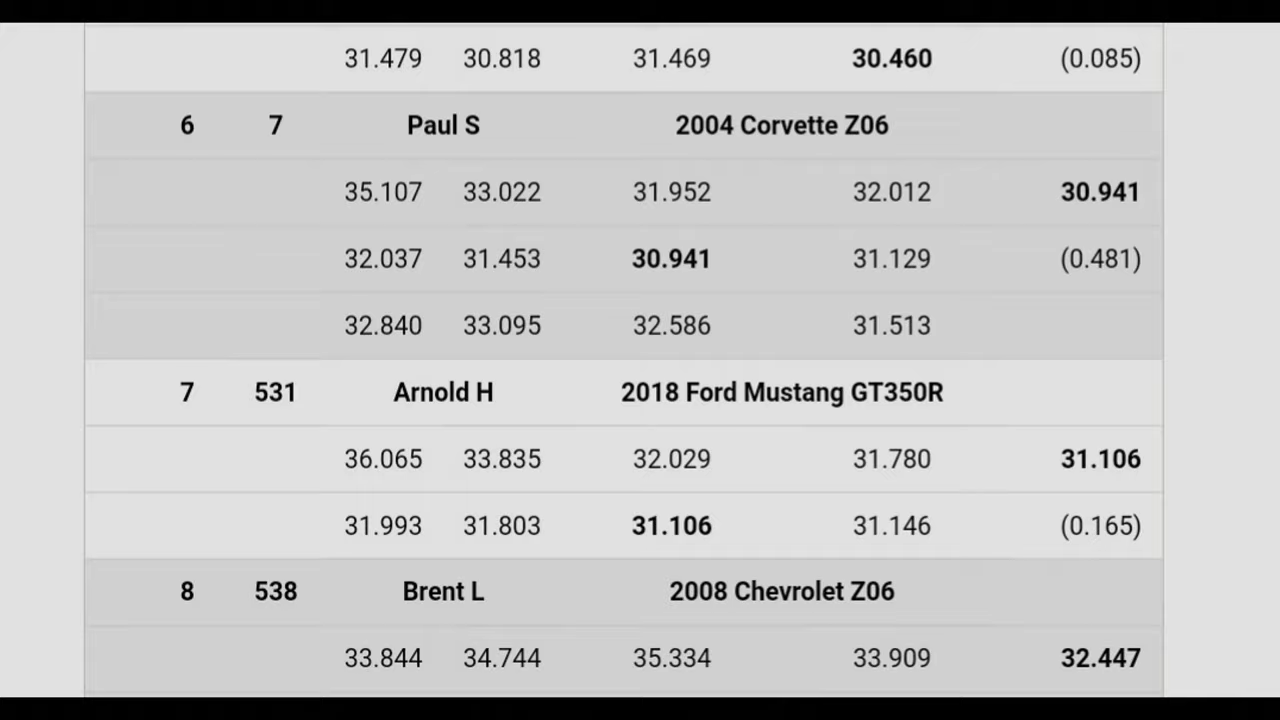 31.479 30.818 31.469 30.460 (0.085)
6 7 Paul S 2004 Corvette Z06
35.107 33.022 31.952 32.012 30.941
32.037 31.453 30.941 31.129 (0.481)
32.840 33.095 32.586 31.513
7 531 Arnold H 2018 Ford Mustang GT350R
36.065 33.835 32.029 31.780 31.106
31.993 31.803 31.106 31.146 (0.165)
8 538 Brent L 2008 Chevrolet Z06
33.844 34.744 35.334 33.909 32.447